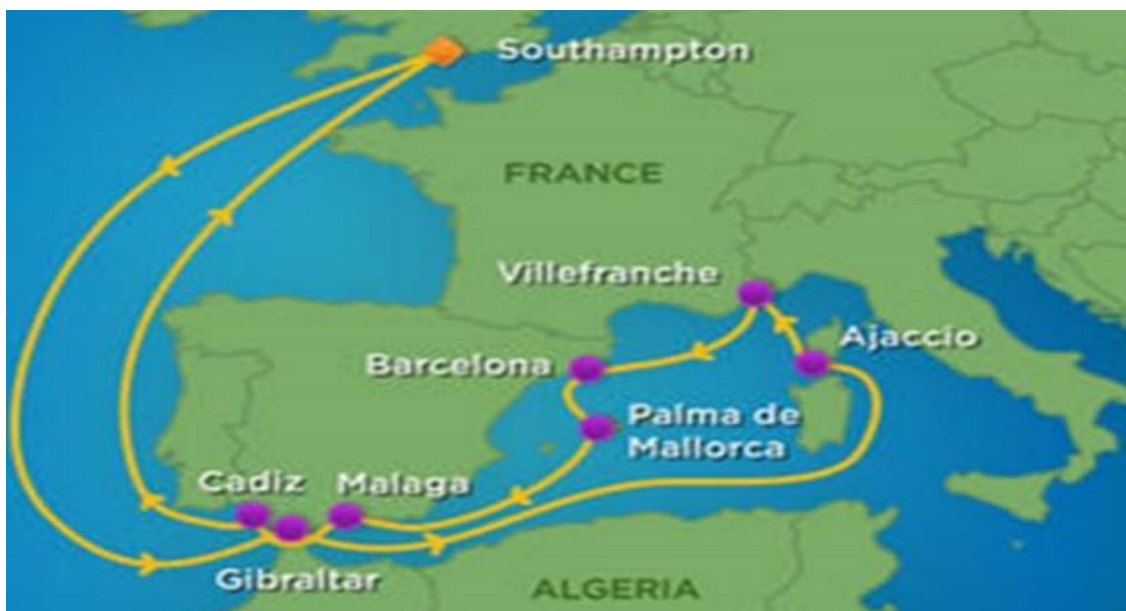 Southampton
FRANCE
Villefranche
Ajaccio
Barcelona
Palma de
Mallorca
Cadiz
Malaga
Gibraltar
ALGERIA